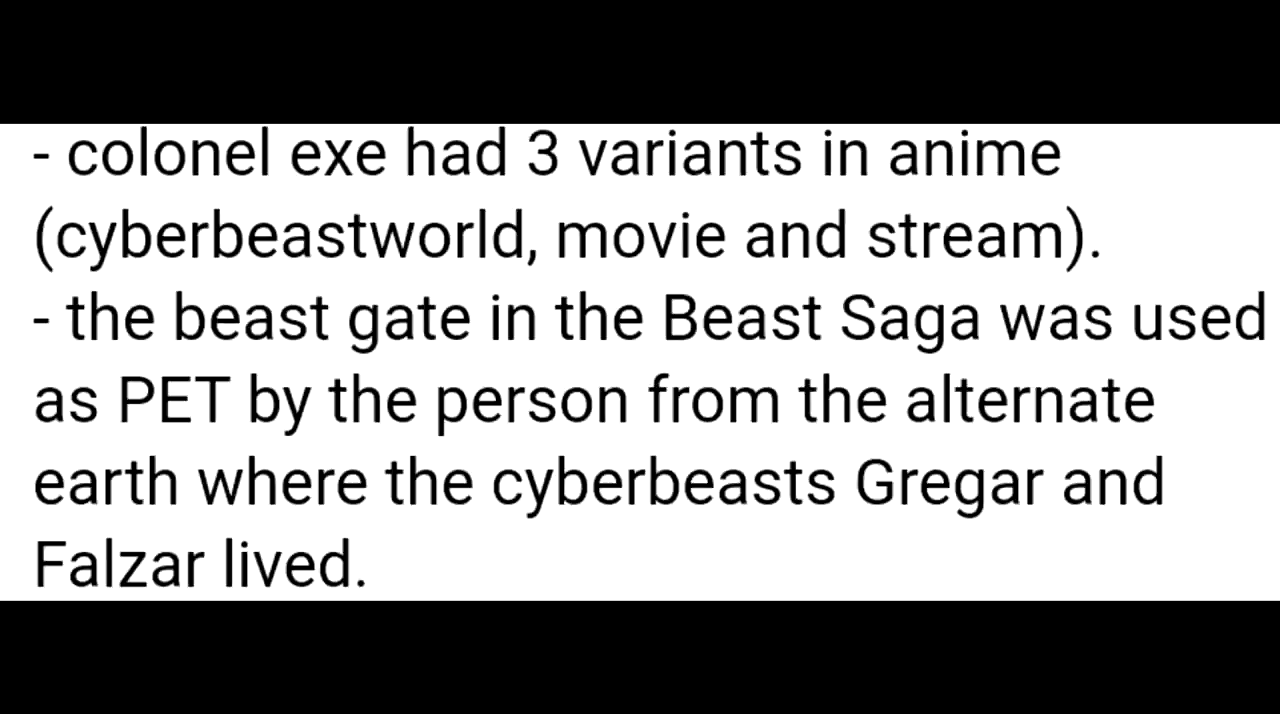 - colonel exe had 3 variants in anime
(cyberbeastworld, movie and stream).
- the beast gate in the Beast Saga was used
as PET by the person from the alternate
earth where the cyberbeasts Gregar and
Falzar lived.